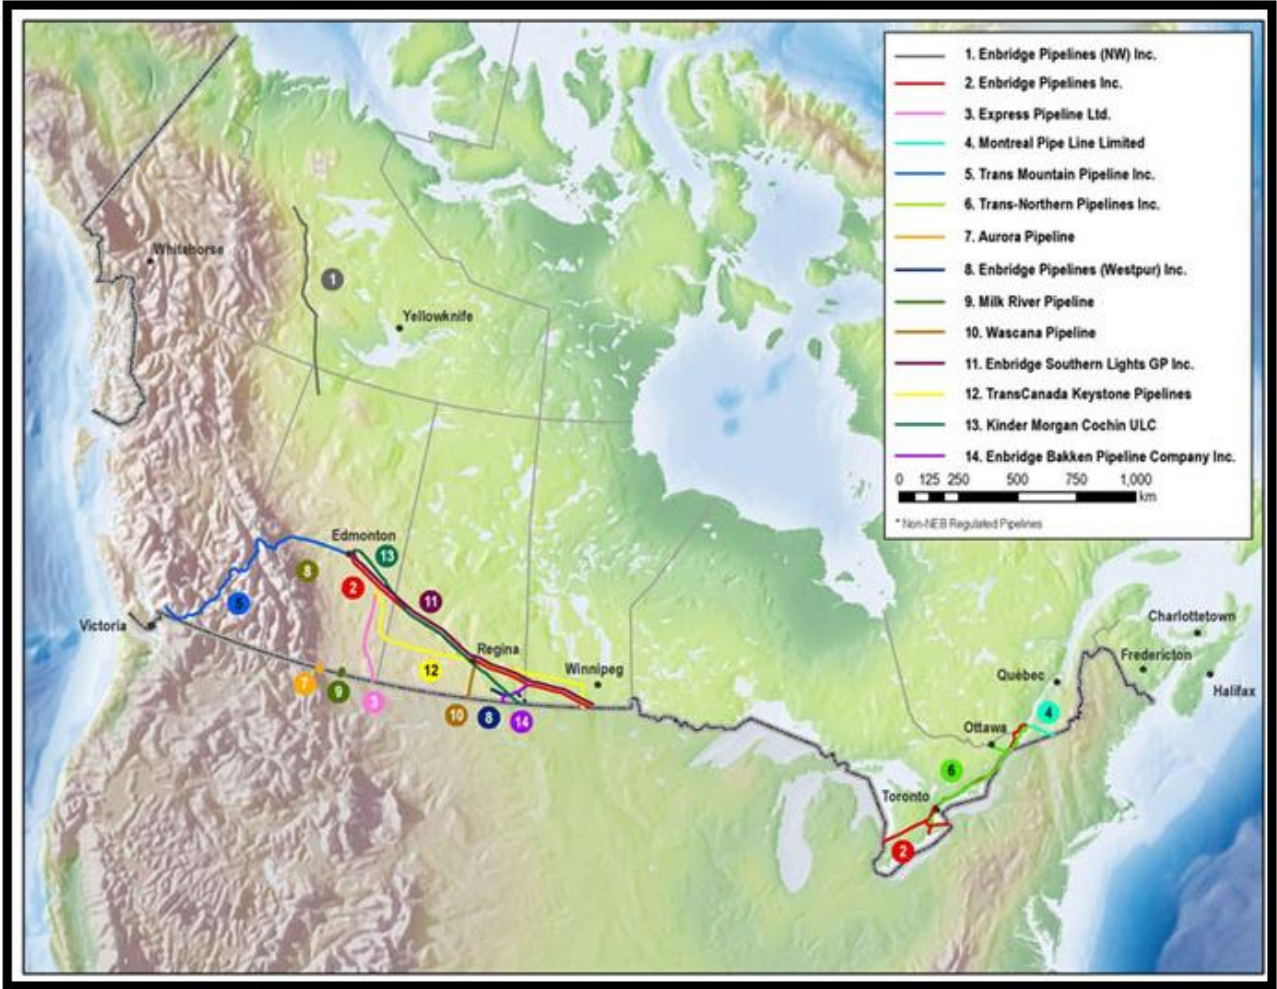 1. Enbridge Pipelines (NW) Inc.
2. Enbridge Pipelines Inc.
3. Express Pipeline Ltd.
4. Montreal Pipe Line Limited
5. Trans Mountain Pipeline Inc.
6. Trans-Northern Pipelines Inc.
7. Aurora Pipeline
8. Enbridge Pipelines (Westpur) Inc.
9. Milk River Pipeline
10. Wascana Pipeline
11. Enbridge Southern Lights GP Inc.
12. TransCanada Keystone Pipelines
13. Kinder Morgan Cochin ULC
14. Enbridge Bakken Pipeline Company Inc.
0 125 250 500 750 1,000
km
* Non-NEB Regulated Pipelines
Whitehorse
1
Yellowknife
Edmonton
13
8
2
5
11
Victoria
Regina
12
Winnipeg
7
9
3
10
8
14
Charlottetown
Fredericton
Québec
Halifax
4
Ottawa
6
Toronto
2